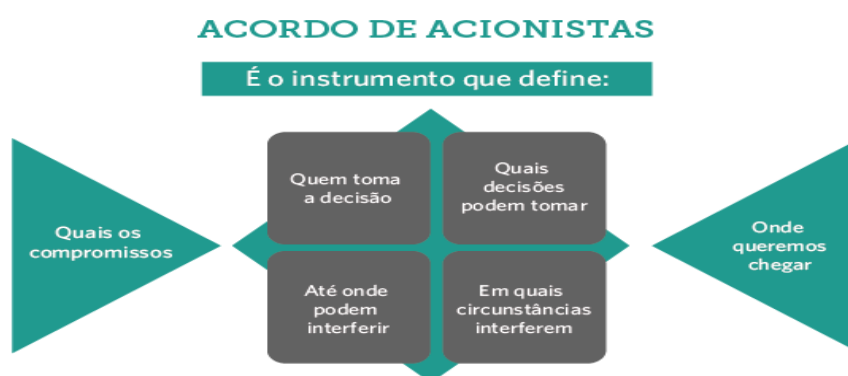 ACORDO DE ACIONISTAS
É o instrumento que define:
Quais os
compromissos
Quem toma
a decisão
Quais
decisões
podem tomar
Até onde
podem
interferir
Em quais
circunstâncias
interferem
Onde
queremos
chegar